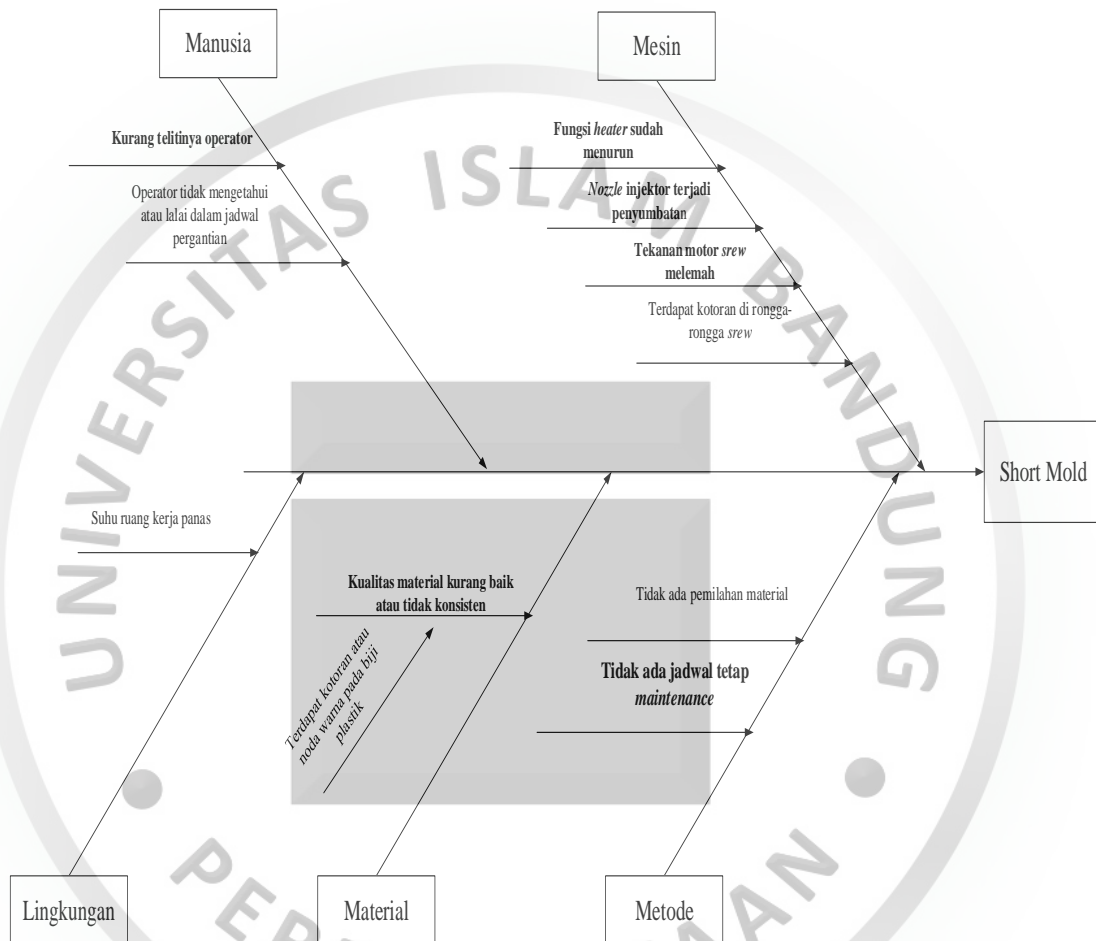 Manusia
Mesin
Kurang telitinya operator
Operator tidak mengetahui
atau lalai dalam jadwal
pergantian
Fungsi heater sudah
menurun
Nozzle injektor terjadi
penyumbatan
Tekanan motor srew
melemah
Terdapat kotoran di rongga-
rongga srew
Short Mold
Suhu ruang kerja panas
Kualitas material kurang baik
atau tidak konsisten
Terdapat kotoran atau
noda warna pada biji
plastik
Tidak ada pemilahan material
Tidak ada jadwal tetap
maintenance
Lingkungan
Material
Metode
UNIVERSITAS ISLAM BANDUNG